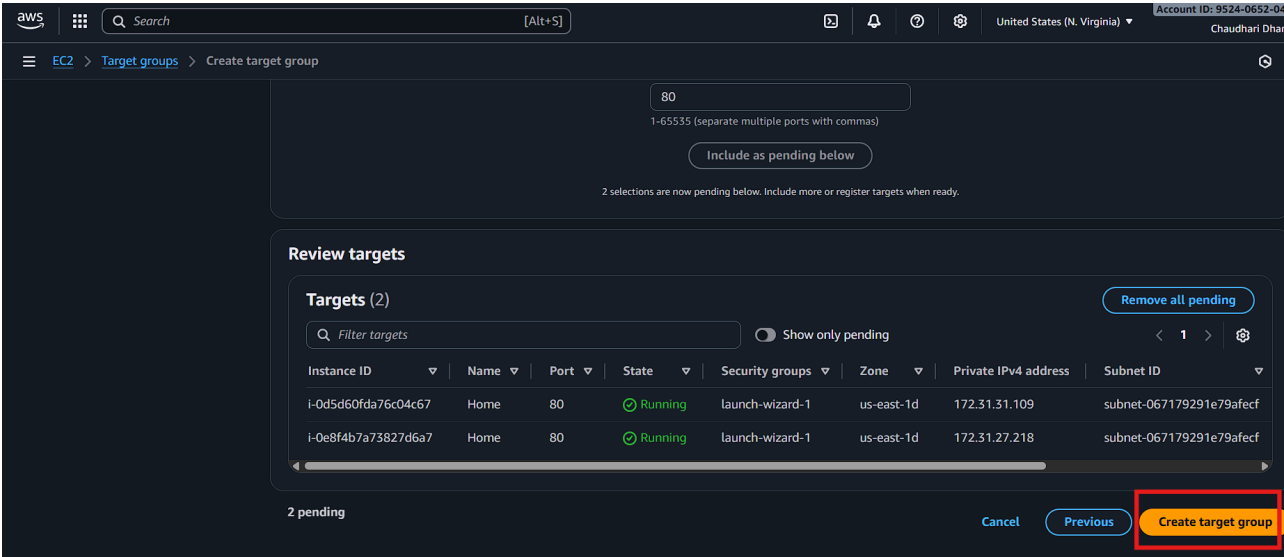 aws Search [Alt+S] United States (N. Virginia) Account ID: 9524-0652-04
Chaudhari Dhar
EC2 Target groups Create target group
80
1-65535 (separate multiple ports with commas)
Include as pending below
2 selections are now pending below. Include more or register targets when ready.
Review targets
Targets (2) Remove all pending
Filter targets Show only pending 1
Instance ID Name Port State Security groups Zone Private IPv4 address Subnet ID
i-0d5d60fda76c04c67 Home 80 Running launch-wizard-1 us-east-1d 172.31.31.109 subnet-067179291e79afecf
i-0e8f4b7a73827d6a7 Home 80 Running launch-wizard-1 us-east-1d 172.31.27.218 subnet-067179291e79afecf
2 pending
Cancel Previous Create target group